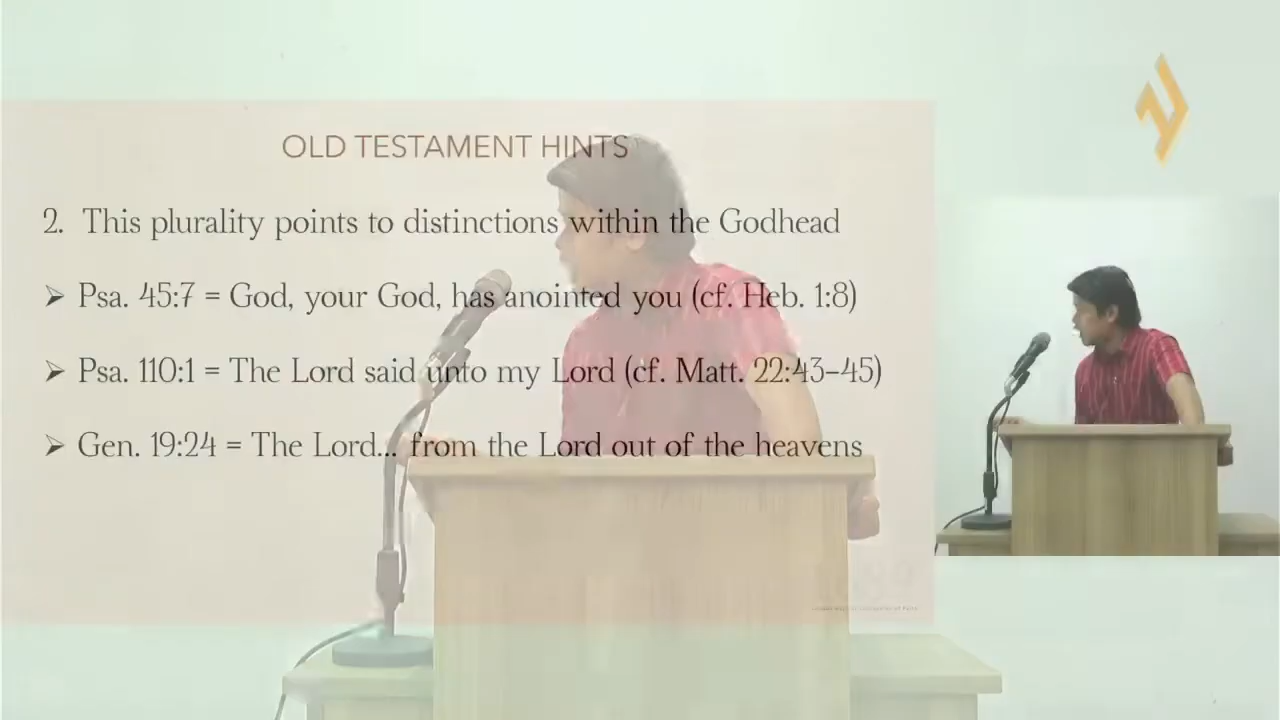 OLD TESTAMENT HINTS
2. This plurality points to distinctions within the Godhead
➢ Psa. 45:7 = God, your God, has anointed you (cf. Heb. 1:8)
➢ Psa. 110:1 = The Lord said unto my Lord (cf. Matt. 22:43–45)
➢ Gen. 19:24 = The Lord... from the Lord out of the heavens